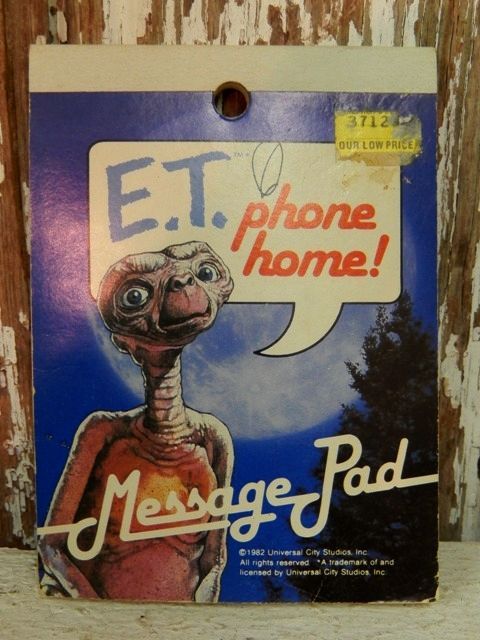 3712
OUR LOW PRICE
E.T.™ phone
home!
Message Pad
©1982 Universal City Studios, Inc.
All rights reserved. *A trademark of and
licensed by Universal City Studios, Inc.